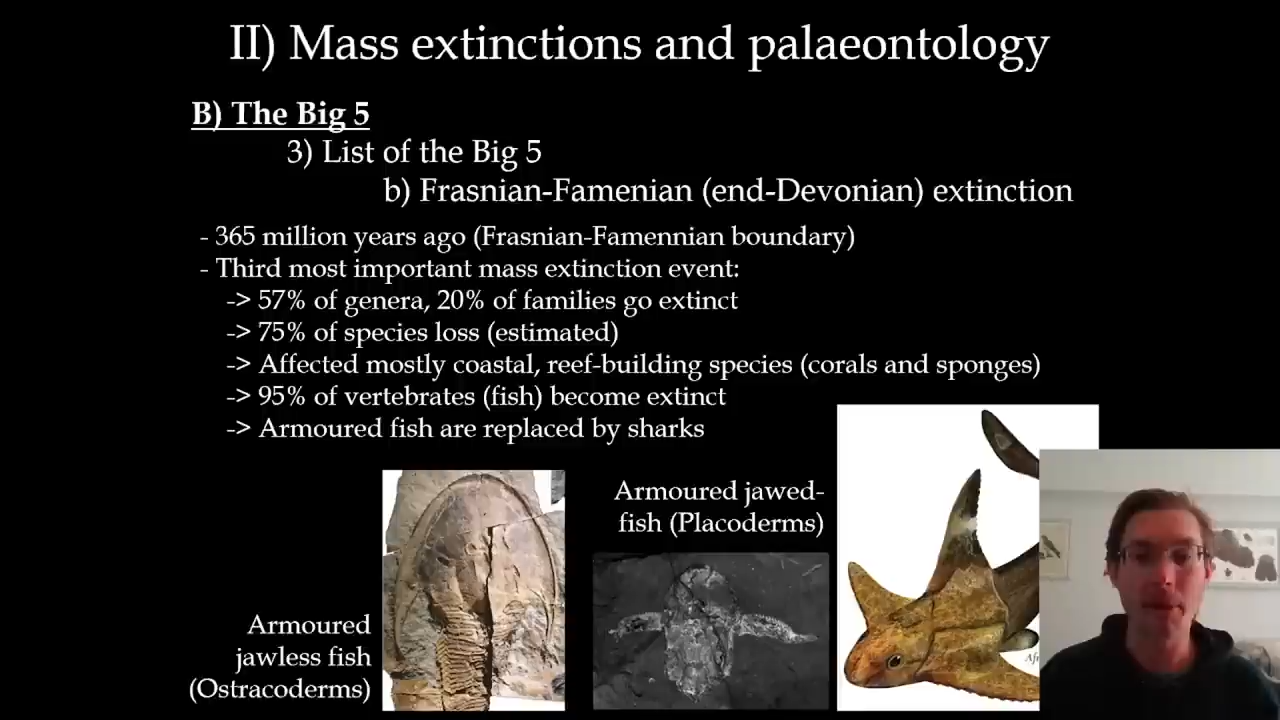 II) Mass extinctions and palaeontology
B) The Big 5
3) List of the Big 5
b) Frasnian-Famenian (end-Devonian) extinction
- 365 million years ago (Frasnian-Famennian boundary)
- Third most important mass extinction event:
-> 57% of genera, 20% of families go extinct
-> 75% of species loss (estimated)
-> Affected mostly coastal, reef-building species (corals and sponges)
-> 95% of vertebrates (fish) become extinct
-> Armoured fish are replaced by sharks
Armoured jawed-
fish (Placoderms)
Armoured
jawless fish
(Ostracoderms)